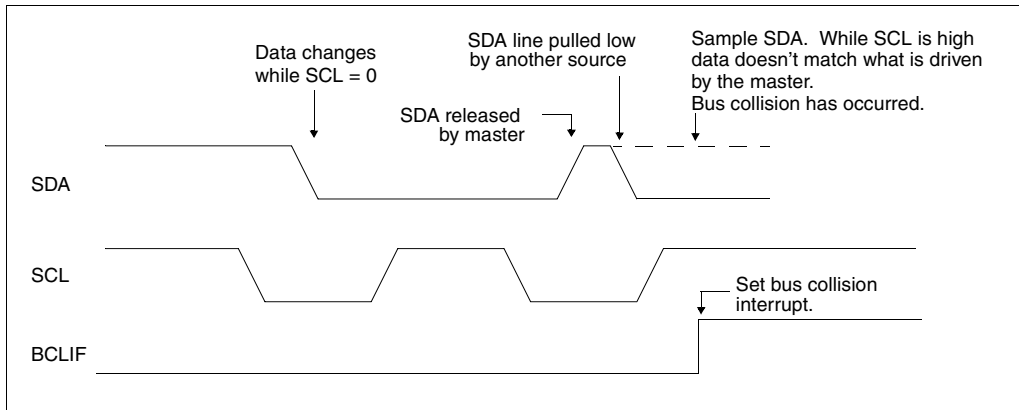 Data changes
while SCL = 0
SDA line pulled low
by another source
Sample SDA. While SCL is high
data doesn't match what is driven
by the master.
Bus collision has occurred.
SDA released
by master
SDA
SCL
Set bus collision
interrupt.
BCLIF